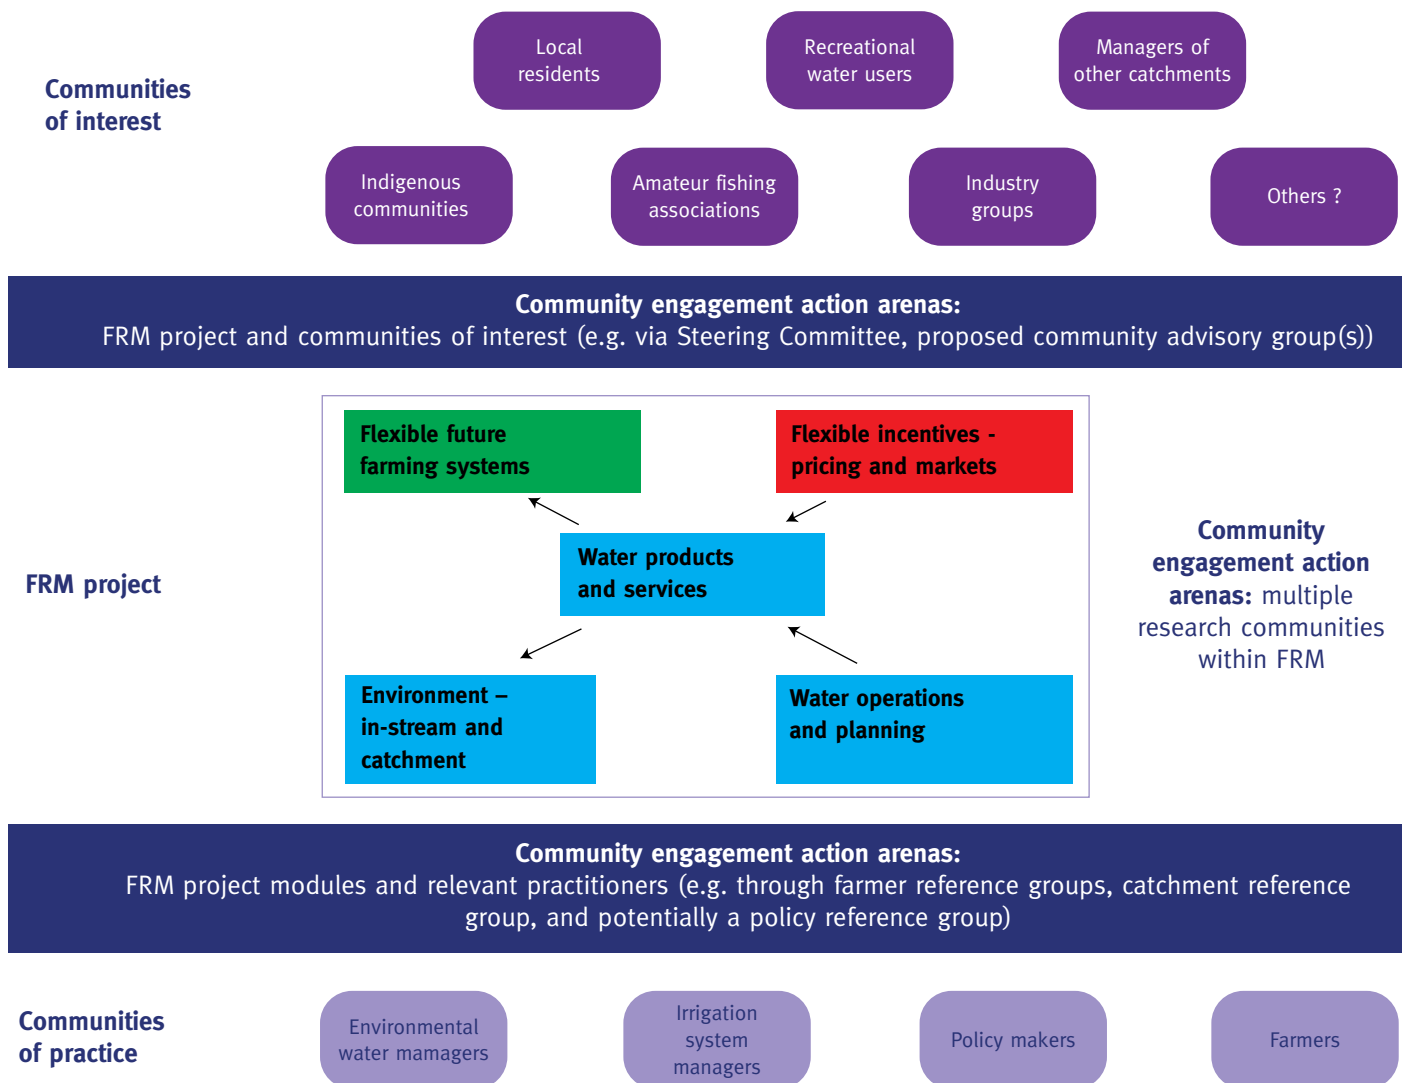 Local
residents
Recreational
water users
Managers of
other catchments
Communities
of interest
Indigenous
communities
Amateur fishing
associations
Industry
groups
Others ?
Community engagement action arenas:
FRM project and communities of interest (e.g. via Steering Committee, proposed community advisory group(s))
Flexible future
farming systems
Flexible incentives -
pricing and markets
FRM project
Water products
and services
Community
engagement action
arenas: multiple
research communities
within FRM
Environment –
in-stream and
catchment
Water operations
and planning
Community engagement action arenas:
FRM project modules and relevant practitioners (e.g. through farmer reference groups, catchment reference
group, and potentially a policy reference group)
Communities
of practice
Environmental
water mamagers
Irrigation
system
managers
Policy makers
Farmers